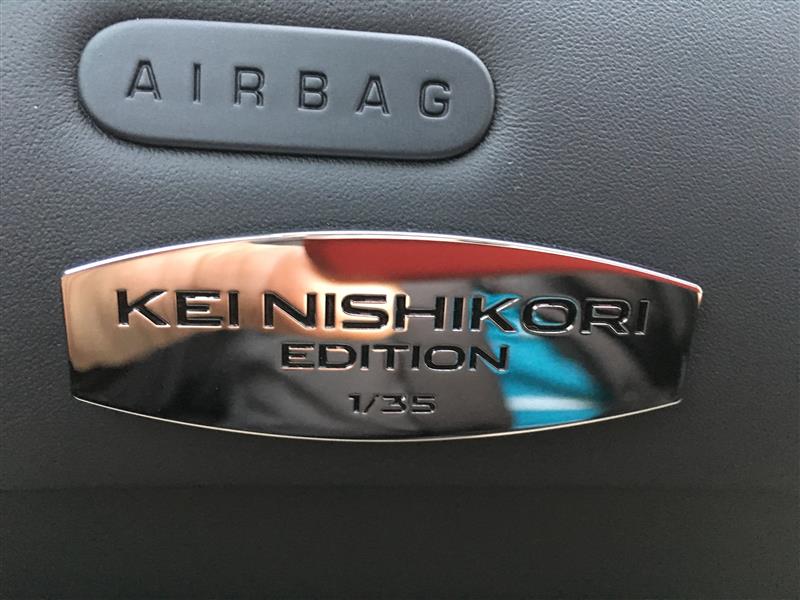 AIRBAG
KEI NISHIKORI
EDITION
1/35